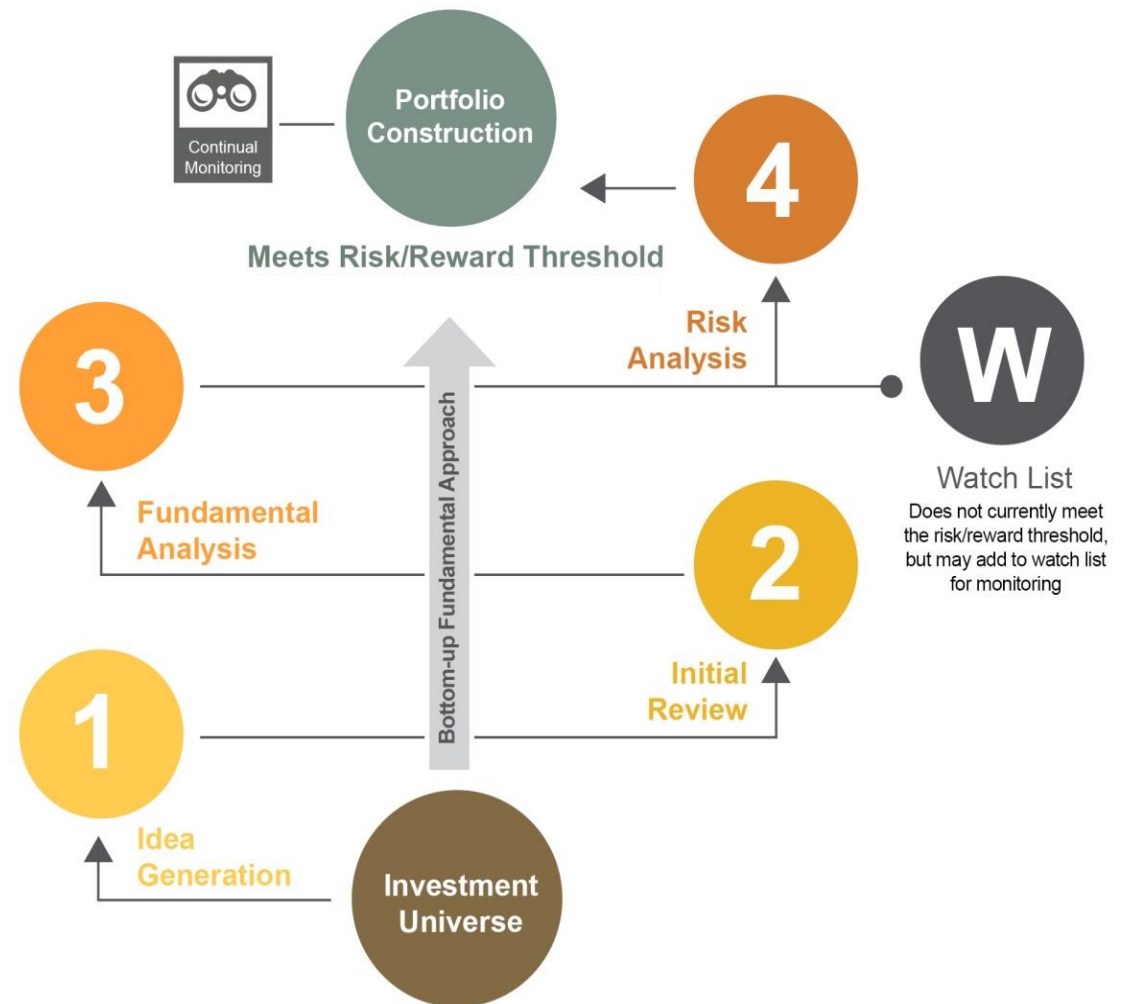 Portfolio
Construction
Continual
Monitoring
4
Meets Risk/Reward Threshold
Risk
Analysis
3
W
Watch List
Does not currently meet
the risk/reward threshold,
but may add to watch list
for monitoring
Bottom-up Fundamental Approach
Fundamental
Analysis
2
Initial
Review
1
Idea
Generation
Investment
Universe